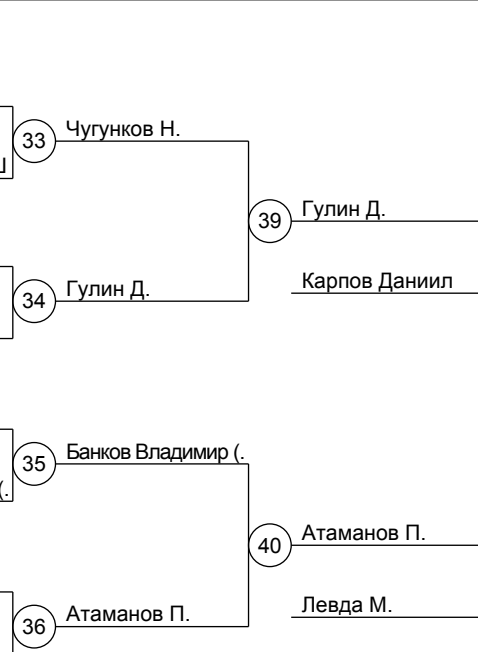 33
Чугунков Н.
39
Гулин Д.
34
Гулин Д.
Карпов Даниил
35
Банков Владимир (.
(.
40
Атаманов П.
36
Атаманов П.
Левда М.